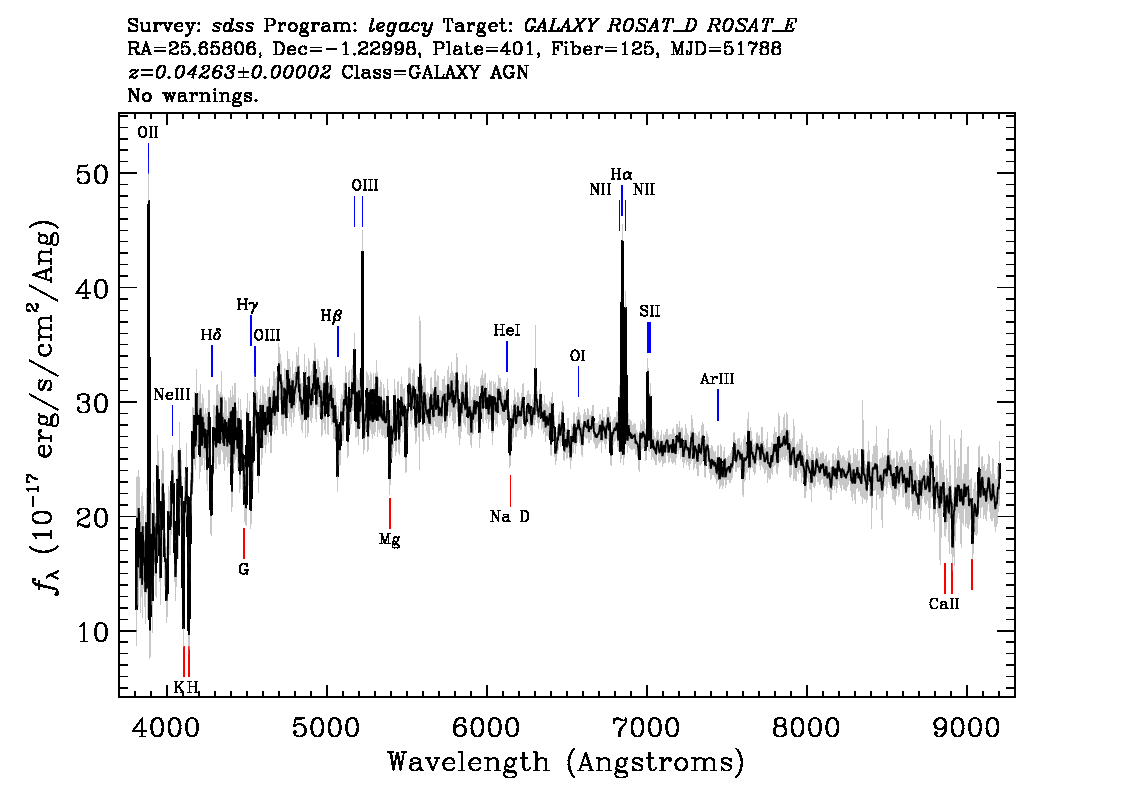 Survey: sdss Program: legacy Target: GALAXY ROSAT_D ROSAT_E
RA=25.65806, Dec=−1.22998, Plate=401, Fiber=125, MJD=51788
z=0.04263±0.00002 Class=GALAXY AGN
No warnings.
OII
Hα
OIII
NII NII
Hγ
SII
Hβ
HeI
Hδ
OIII
OI
ArIII
NeIII
Na D
Mg
G
CaII
K H
50
40
30
20
10
fλ (10−17 erg/s/cm2/Ang)
4000 5000 6000 7000 8000 9000
Wavelength (Angstroms)